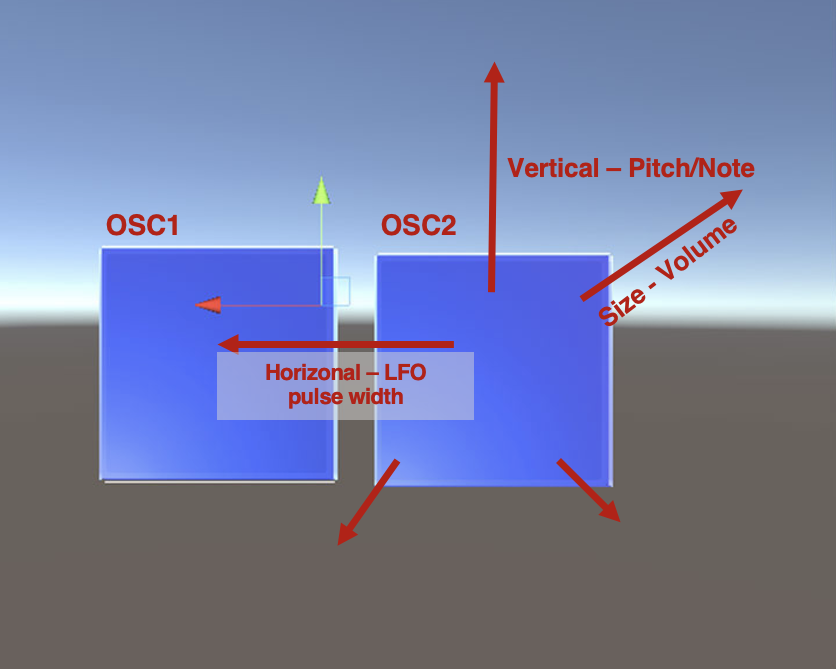 Vertical – Pitch/Note
OSC1
OSC2
Size - Volume
Horizonal – LFO
pulse width